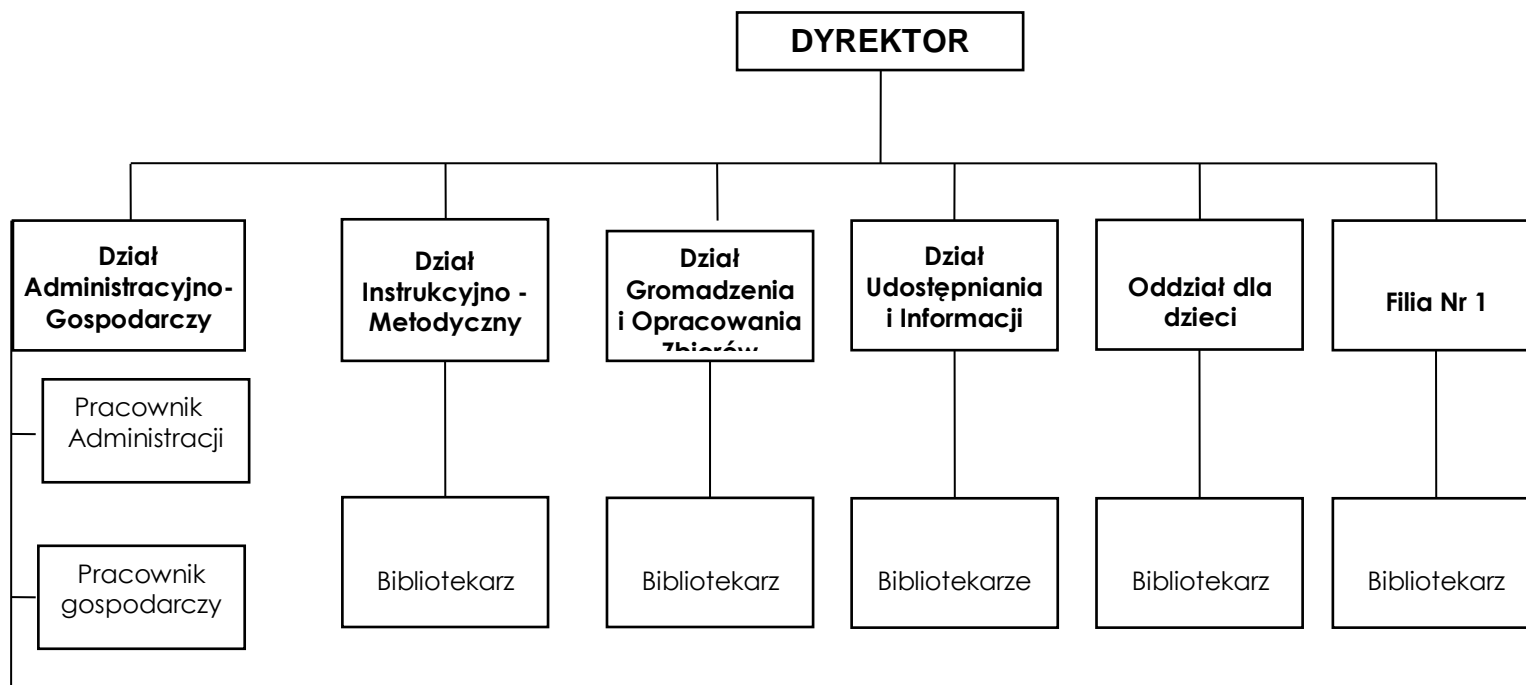 DYREKTOR
Dział
Administracyjno-
Gospodarczy
Dział
Instrukcyjno -
Metodyczny
Dział
Gromadzenia
i Opracowania
Zbiorów
Dział
Udostępniania
i Informacji
Oddział dla
dzieci
Filia Nr 1
Pracownik
Administracji
Pracownik
gospodarczy
Bibliotekarz
Bibliotekarz
Bibliotekarze
Bibliotekarz
Bibliotekarz